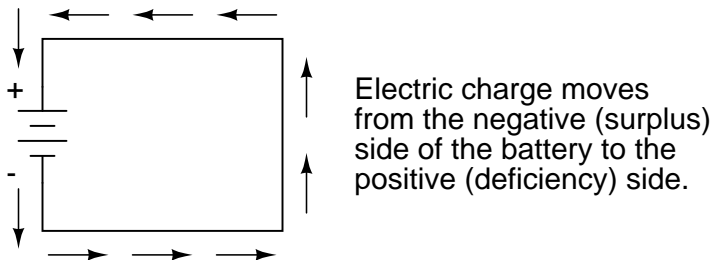 +
-
Electric charge moves
from the negative (surplus)
side of the battery to the
positive (deficiency) side.